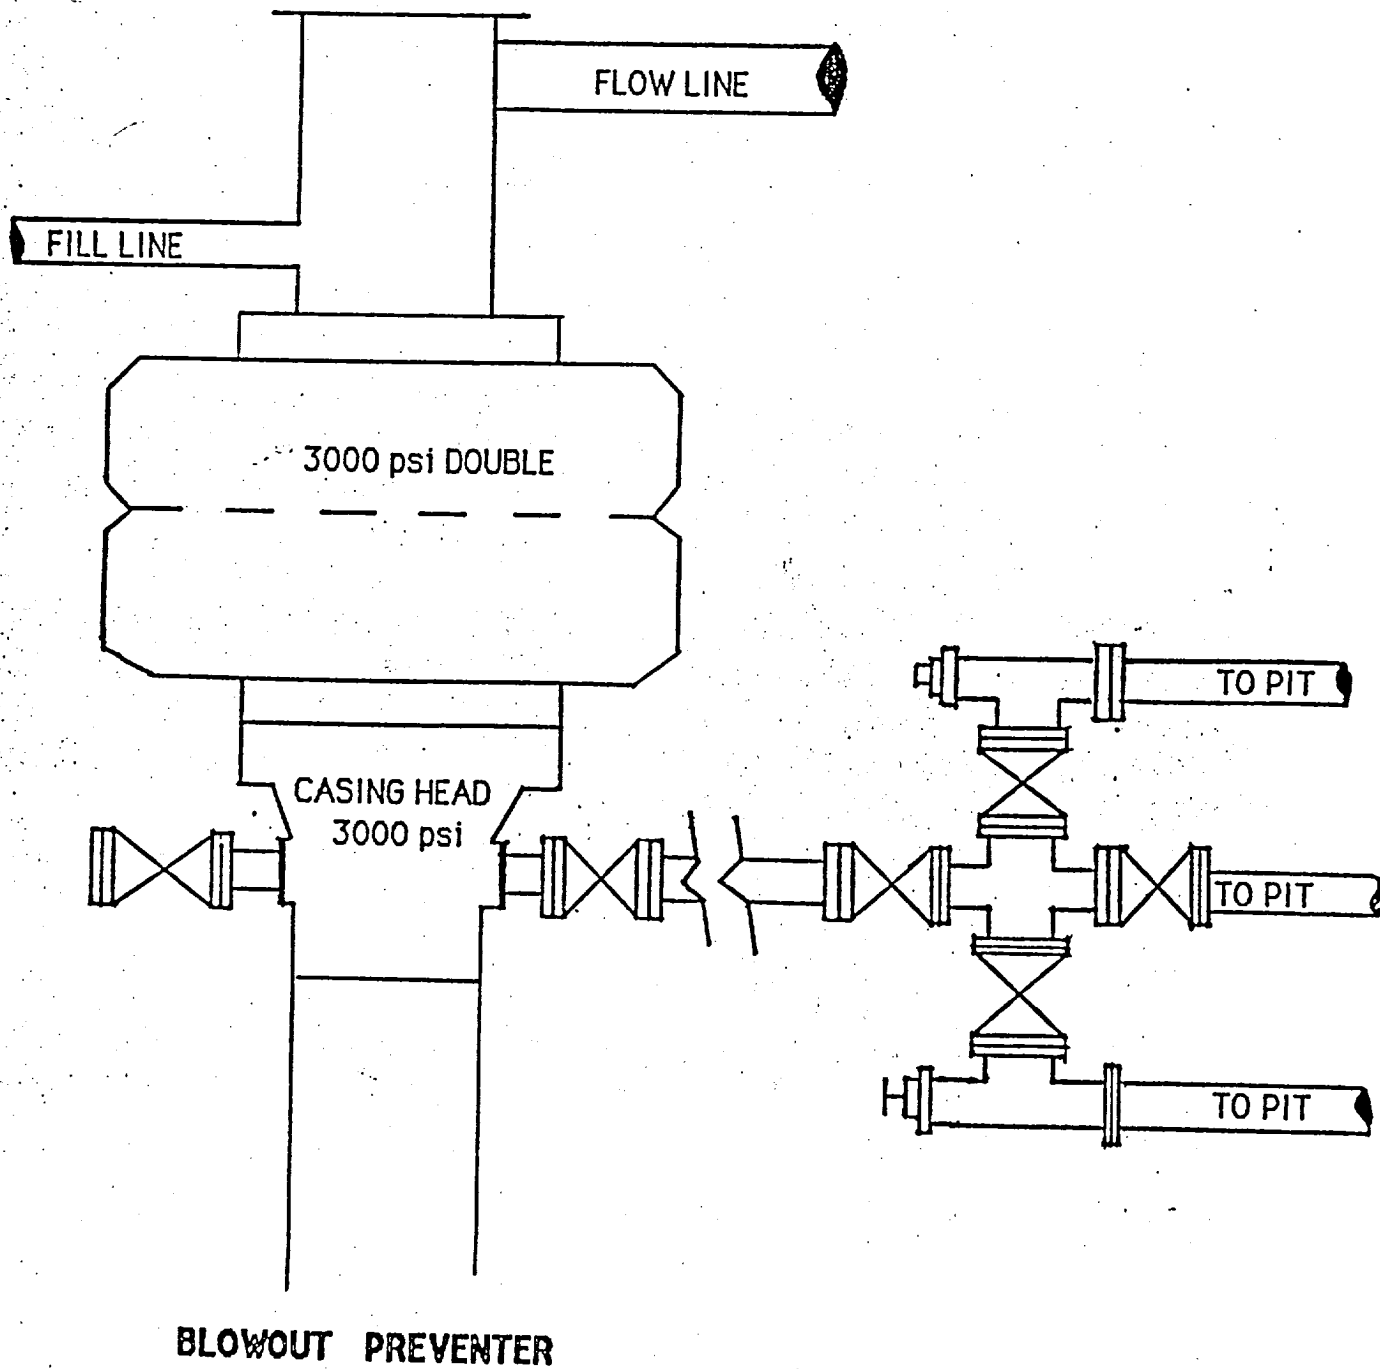 FLOW LINE
FILL LINE
3000 psi DOUBLE
TO PIT
CASING HEAD
3000 psi
TO PIT
TO PIT
BLOWOUT PREVENTER